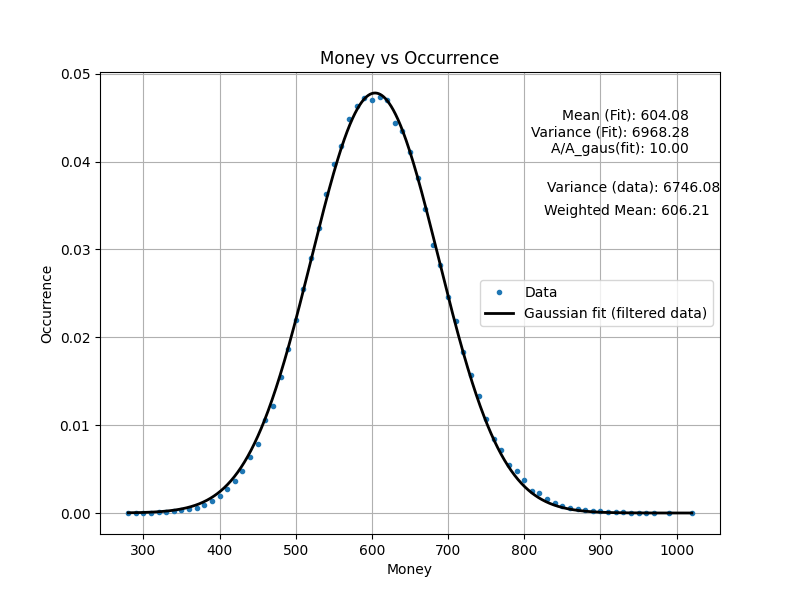 Money vs Occurrence
0.05
0.04
0.03
0.02
0.01
0.00
Occurrence
Mean (Fit): 604.08
Variance (Fit): 6968.28
A/A_gaus(fit): 10.00
Variance (data): 6746.08
Weighted Mean: 606.21
Data
Gaussian fit (filtered data)
300 400 500 600 700 800 900 1000
Money